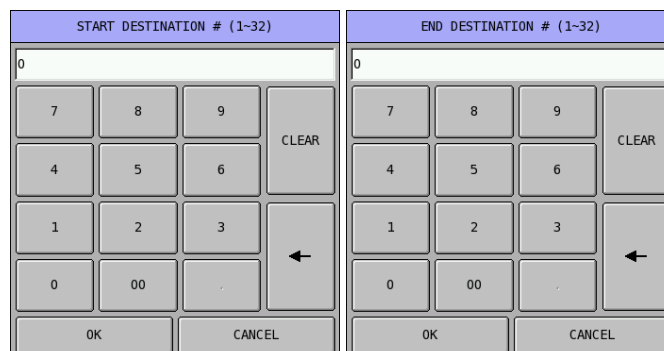 START DESTINATION # (1~32)
0
7 8 9
CLEAR
4 5 6
1 2 3
0 00 .
OK CANCEL
END DESTINATION # (1~32)
0
7 8 9
CLEAR
4 5 6
1 2 3
0 00 .
OK CANCEL